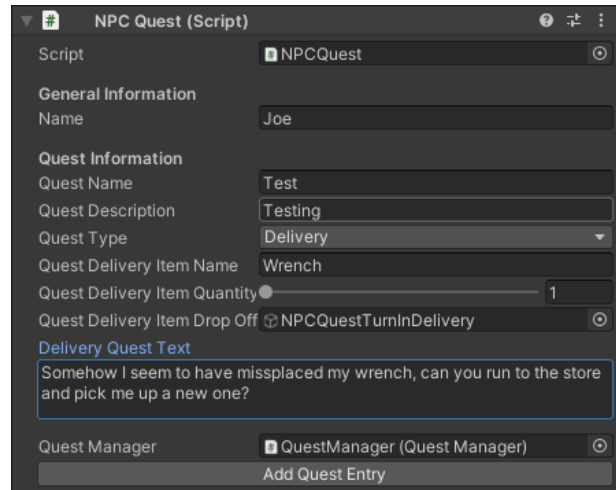 NPC Quest (Script)
Script NPCQuest
General Information
Name Joe
Quest Information
Quest Name Test
Quest Description Testing
Quest Type Delivery
Quest Delivery Item Name Wrench
Quest Delivery Item Quantity 1
Quest Delivery Item Drop Off NPCQuestTurnInDelivery
Delivery Quest Text
Somehow I seem to have missplaced my wrench, can you run to the store
and pick me up a new one?
Quest Manager QuestManager (Quest Manager)
Add Quest Entry